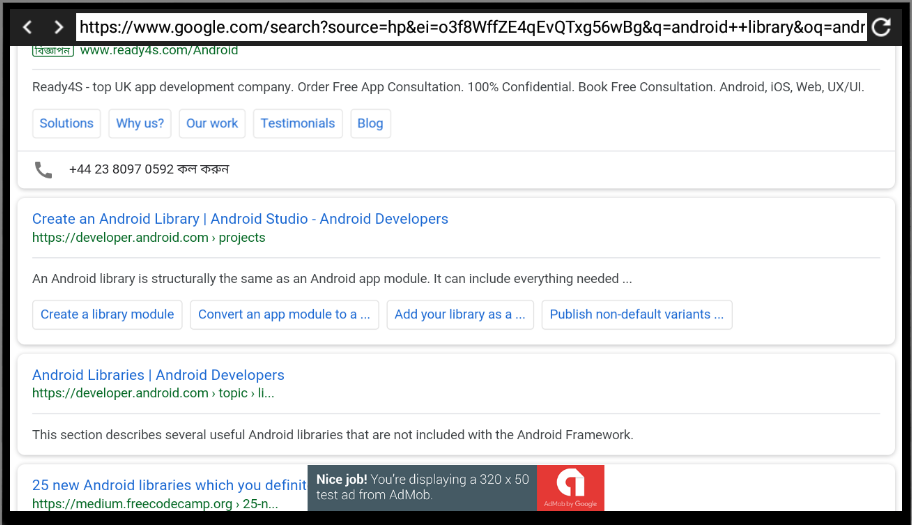 https://www.google.com/search?source=hp&ei=o3f8WffZE4qEvQTxg56wBg&q=android++library&oq=andr
বিজ্ঞাপন www.ready4s.com/Android
Ready4S - top UK app development company. Order Free App Consultation. 100% Confidential. Book Free Consultation. Android, iOS, Web, UX/UI.
Solutions Why us? Our work Testimonials Blog
+44 23 8097 0592 কল করুন
Create an Android Library | Android Studio - Android Developers
https://developer.android.com › projects
An Android library is structurally the same as an Android app module. It can include everything needed ...
Create a library module Convert an app module to a ... Add your library as a ... Publish non-default variants ...
Android Libraries | Android Developers
https://developer.android.com › topic › li...
This section describes several useful Android libraries that are not included with the Android Framework.
25 new Android libraries which you definit
https://medium.freecodecamp.org › 25-n...
Nice job! You're displaying a 320 x 50
test ad from AdMob.
AdMob by Google